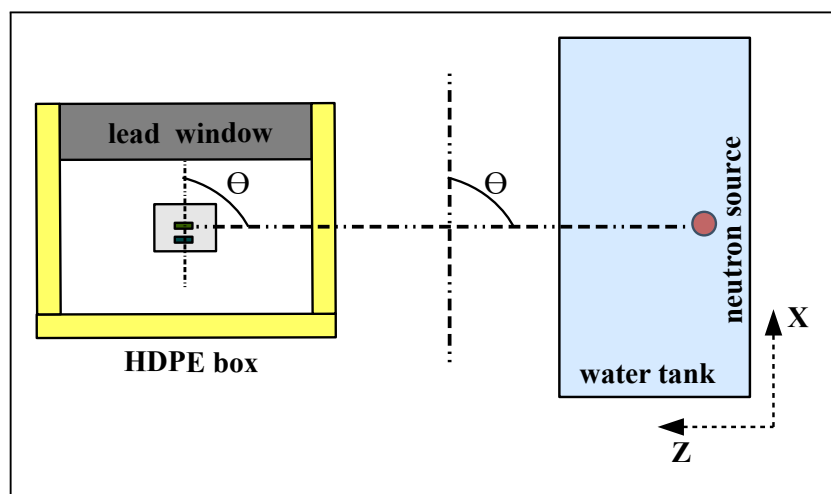 lead  window
Θ
Θ
neutron source
X
HDPE box
water tank
Z